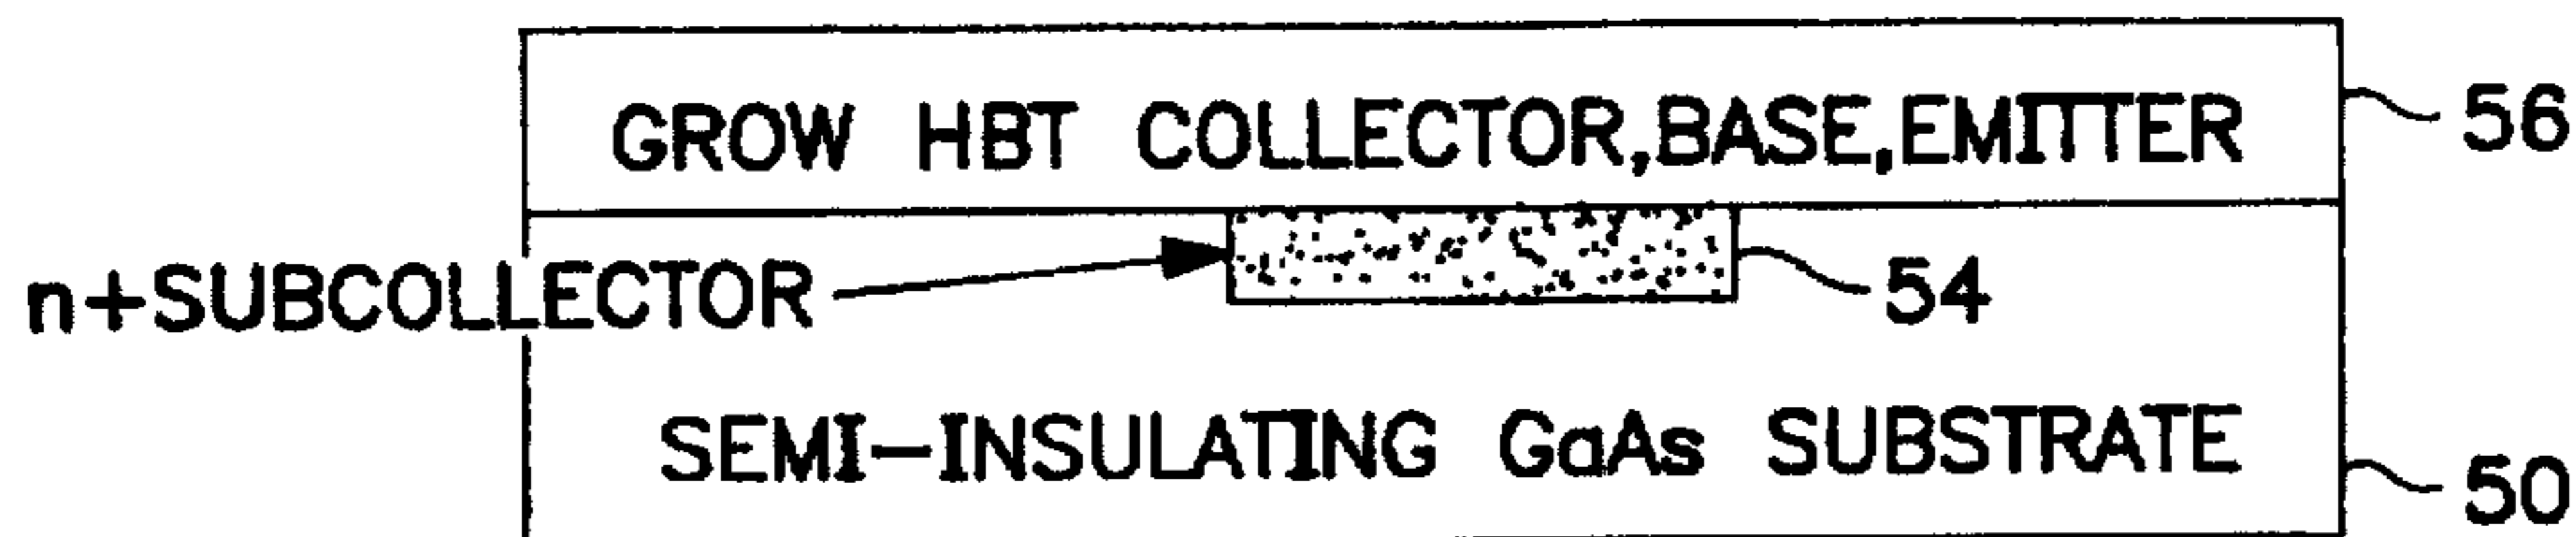 GROW HBT COLLECTOR,BASE,EMITTER
56
n+SUBCOLLECTOR
54
SEMI-INSULATING GaAs SUBSTRATE
50